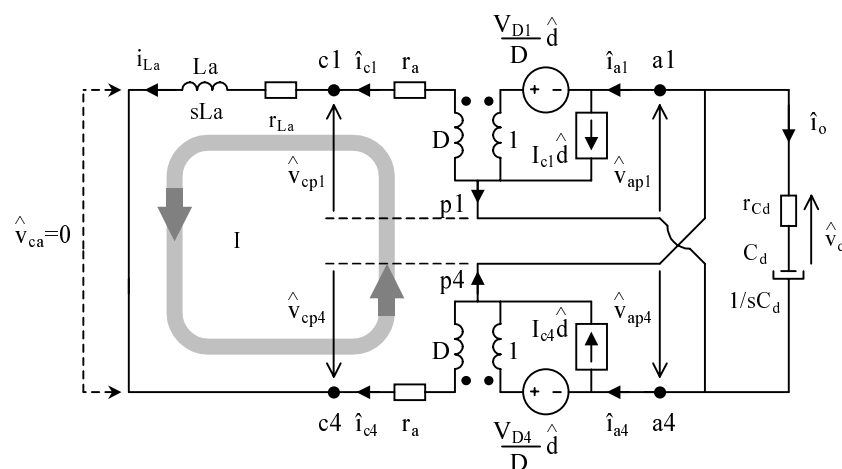 V_D1/D d̂
i_La La sLa r_La c1 î_c1 r_a î_a1 a1
D 1 I_c1 d̂ î_o
v̂_cp1 v̂_ap1
p1 r_Cd
v̂_ca=0 I v̂_d
p4 C_d
1/sC_d
v̂_cp4 D 1 I_c4 d̂ v̂_ap4
c4 î_c4 r_a î_a4 a4
V_D4/D d̂